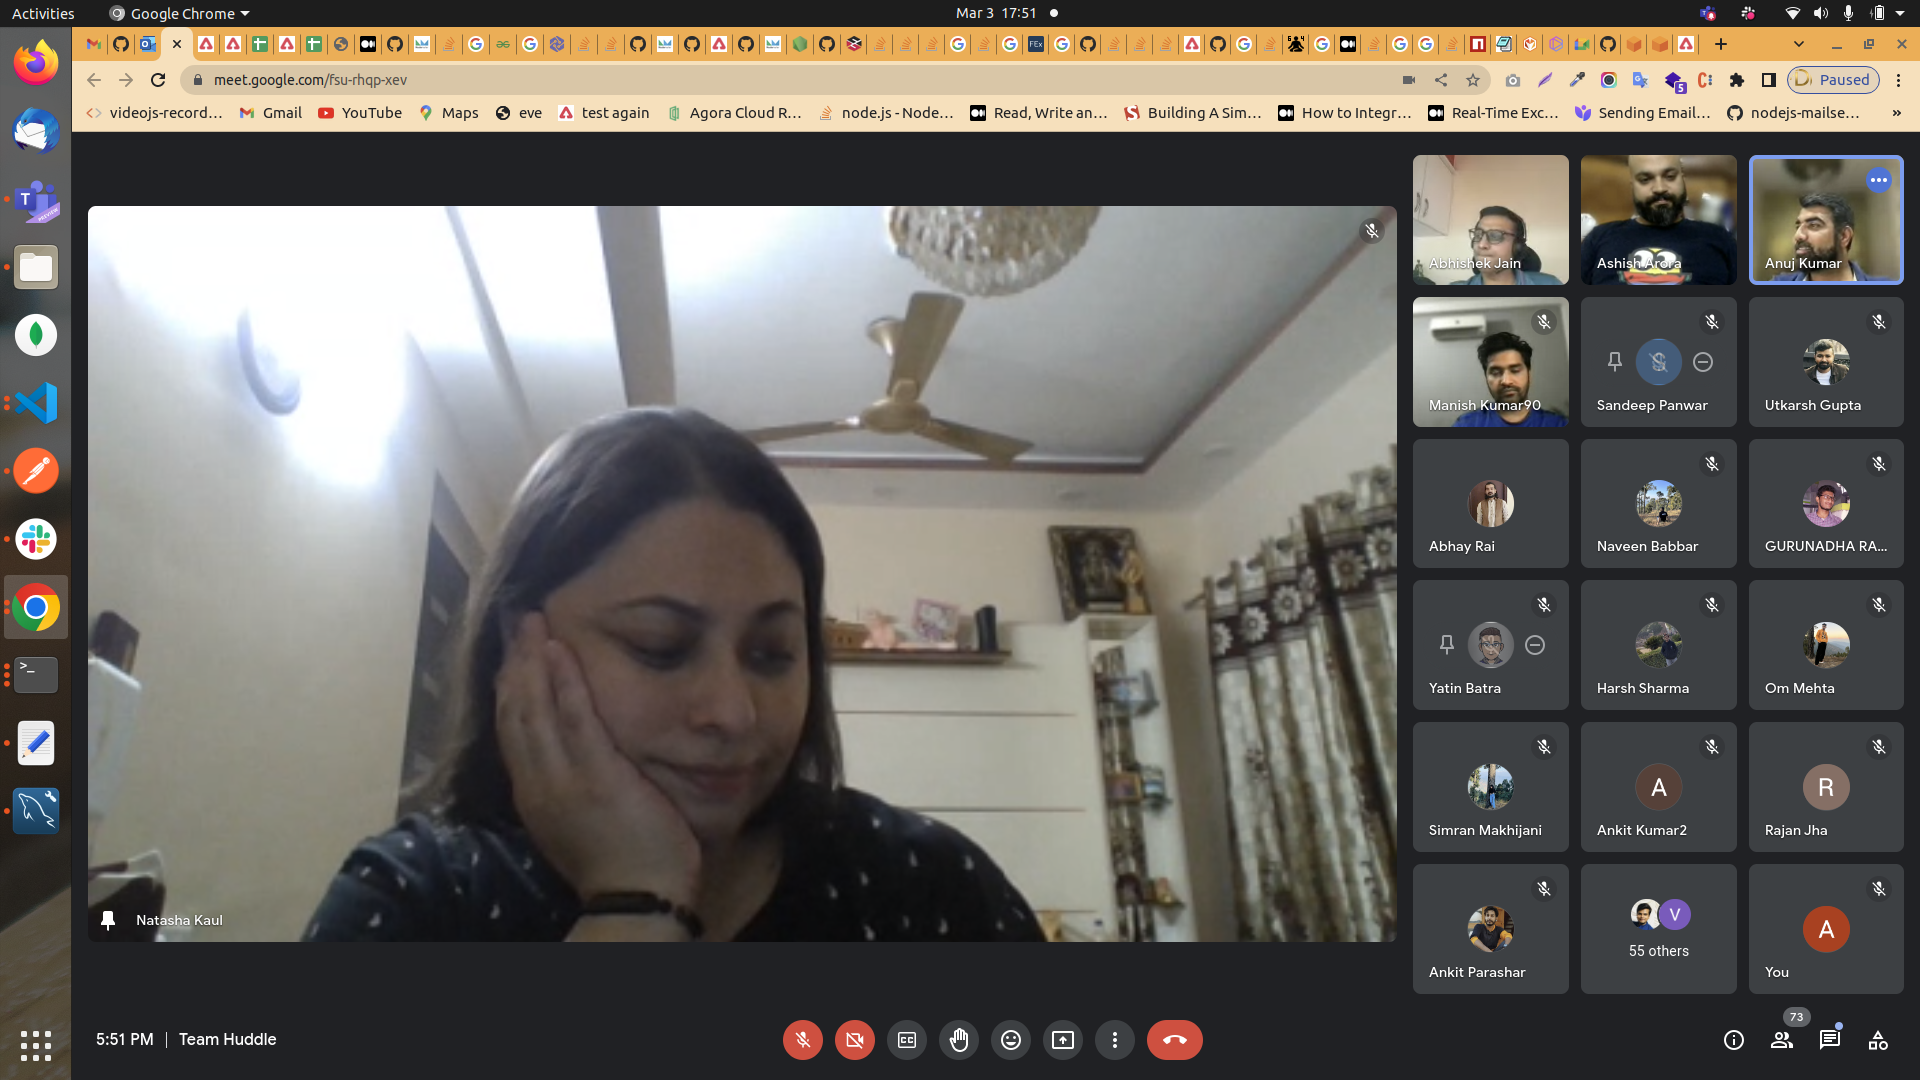 Activities
Google Chrome
Mar 3 17:51
meet.google.com/fsu-rhqp-xev
5
Paused
videojs-record...
Gmail
YouTube
Maps
eve
test again
Agora Cloud R...
node.js - Node...
Read, Write an...
Building A Sim...
How to Integr...
Real-Time Exc...
Sending Email...
nodejs-mailse...
»
Abhishek Jain
Ashish Arora
Anuj Kumar
Manish Kumar90
Sandeep Panwar
Utkarsh Gupta
Abhay Rai
Naveen Babbar
GURUNADHA RA...
Yatin Batra
Harsh Sharma
Om Mehta
Simran Makhijani
A
Ankit Kumar2
R
Rajan Jha
Natasha Kaul
Ankit Parashar
V
55 others
A
You
5:51 PM | Team Huddle
73